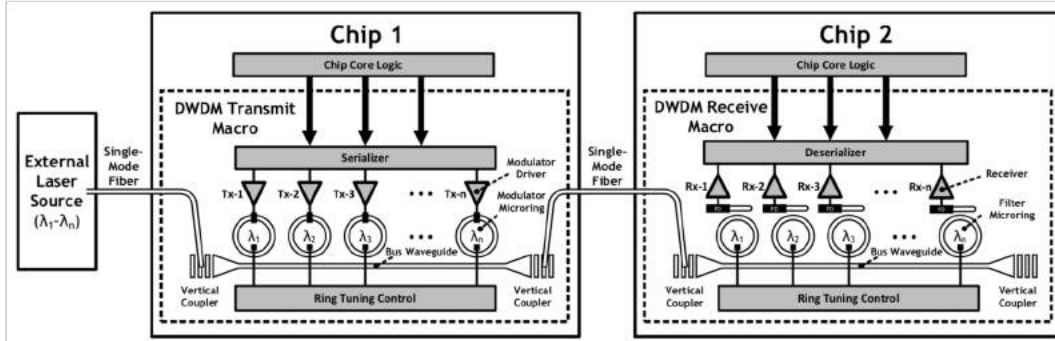 Chip 1
Chip Core Logic
DWDM Transmit
Macro
Serializer
Tx-1
Tx-2
Tx-3
Tx-n
Modulator
Driver
Modulator
Microring
λ1
λ2
λ3
λn
Bus Waveguide
Vertical
Coupler
Ring Tuning Control
Vertical
Coupler
External
Laser
Source
(λ1-λn)
Single-
Mode
Fiber
Single-
Mode
Fiber
Chip 2
Chip Core Logic
DWDM Receive
Macro
Deserializer
Rx-1
Rx-2
Rx-3
Rx-n
Receiver
PD
PD
PD
PD
Filter
Microring
λ1
λ2
λ3
λn
Bus Waveguide
Vertical
Coupler
Ring Tuning Control
Vertical
Coupler